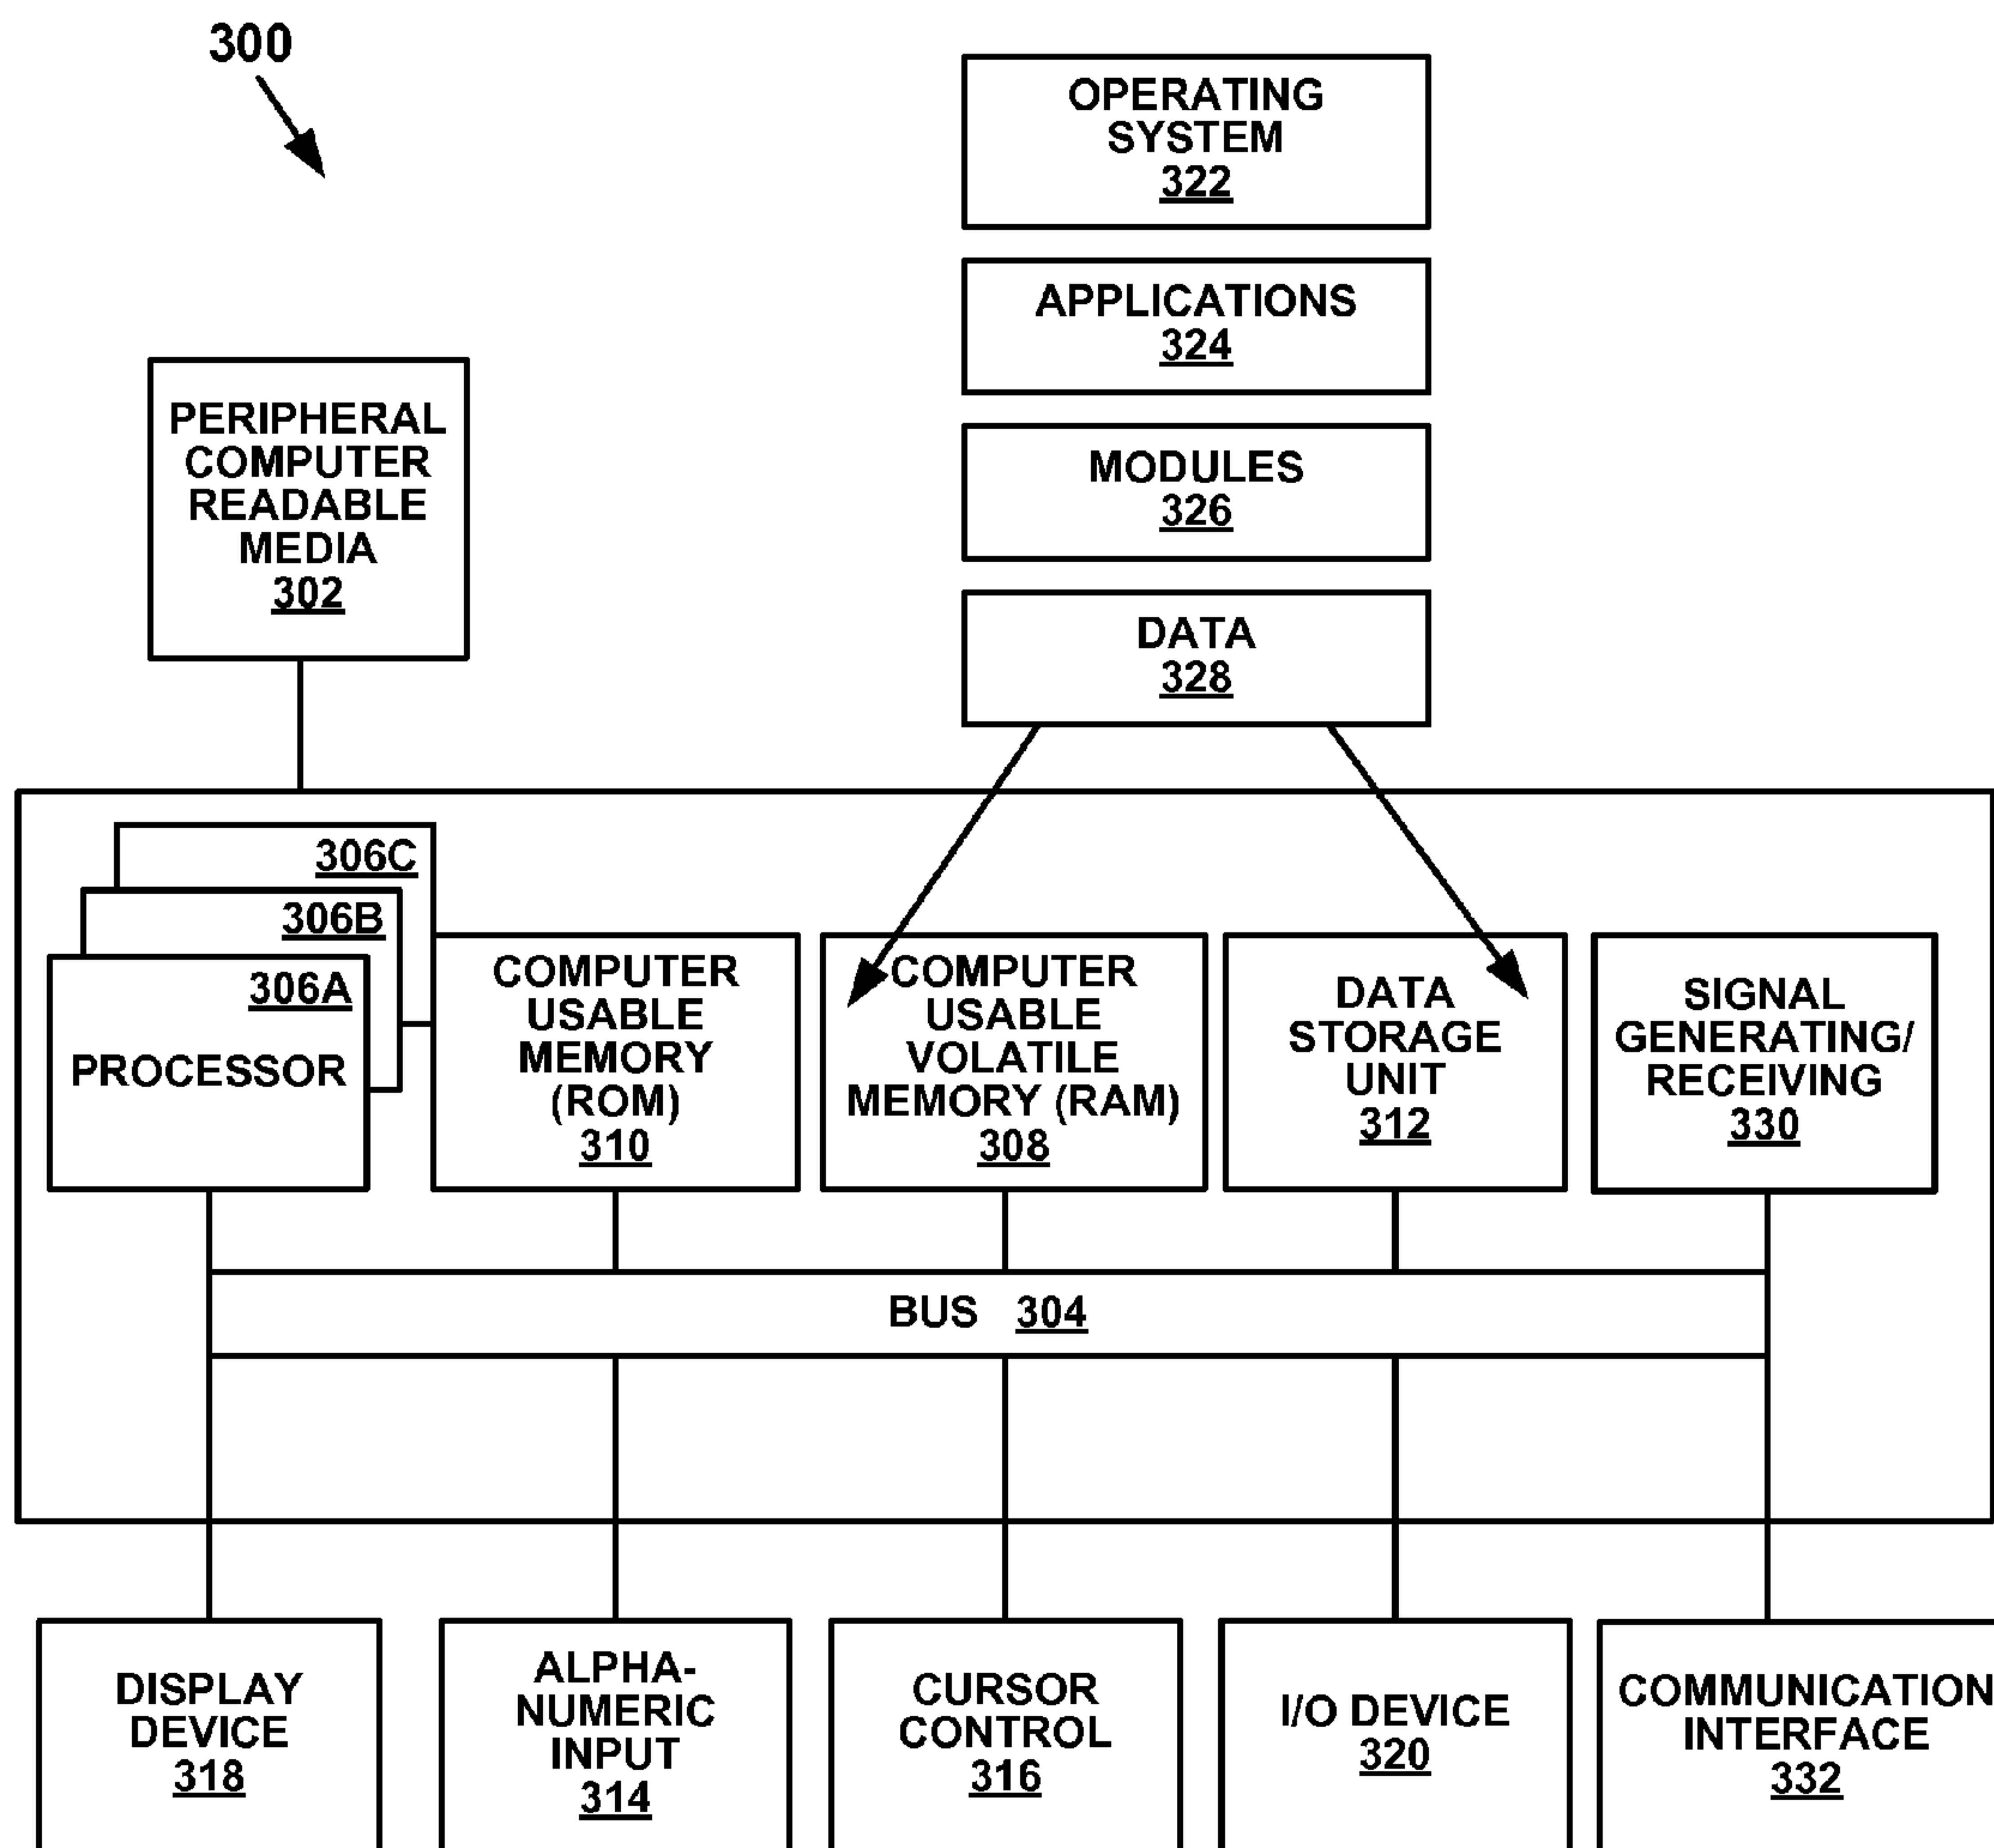 300
OPERATING
SYSTEM
322
APPLICATIONS
324
MODULES
326
PERIPHERAL
COMPUTER
READABLE
MEDIA
302
DATA
328
306C
306B
306A
PROCESSOR
COMPUTER
USABLE
MEMORY
(ROM)
310
COMPUTER
USABLE
VOLATILE
MEMORY (RAM)
308
DATA
STORAGE
UNIT
312
SIGNAL
GENERATING/
RECEIVING
330
BUS 304
DISPLAY
DEVICE
318
ALPHA-
NUMERIC
INPUT
314
CURSOR
CONTROL
316
I/O DEVICE
320
COMMUNICATION
INTERFACE
332